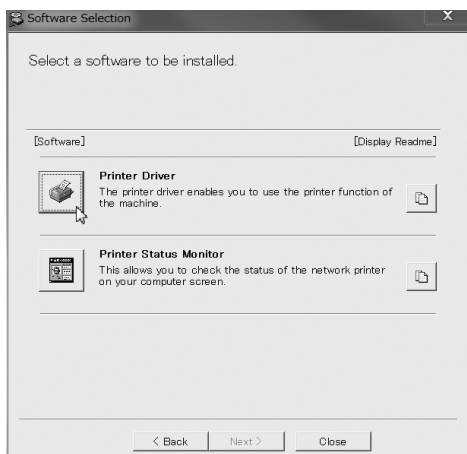 Software Selection
X
Select a software to be installed.
[Software] [Display Readme]
Printer Driver
The printer driver enables you to use the printer function of
the machine.
Printer Status Monitor
This allows you to check the status of the network printer
on your computer screen.
< Back Next > Close